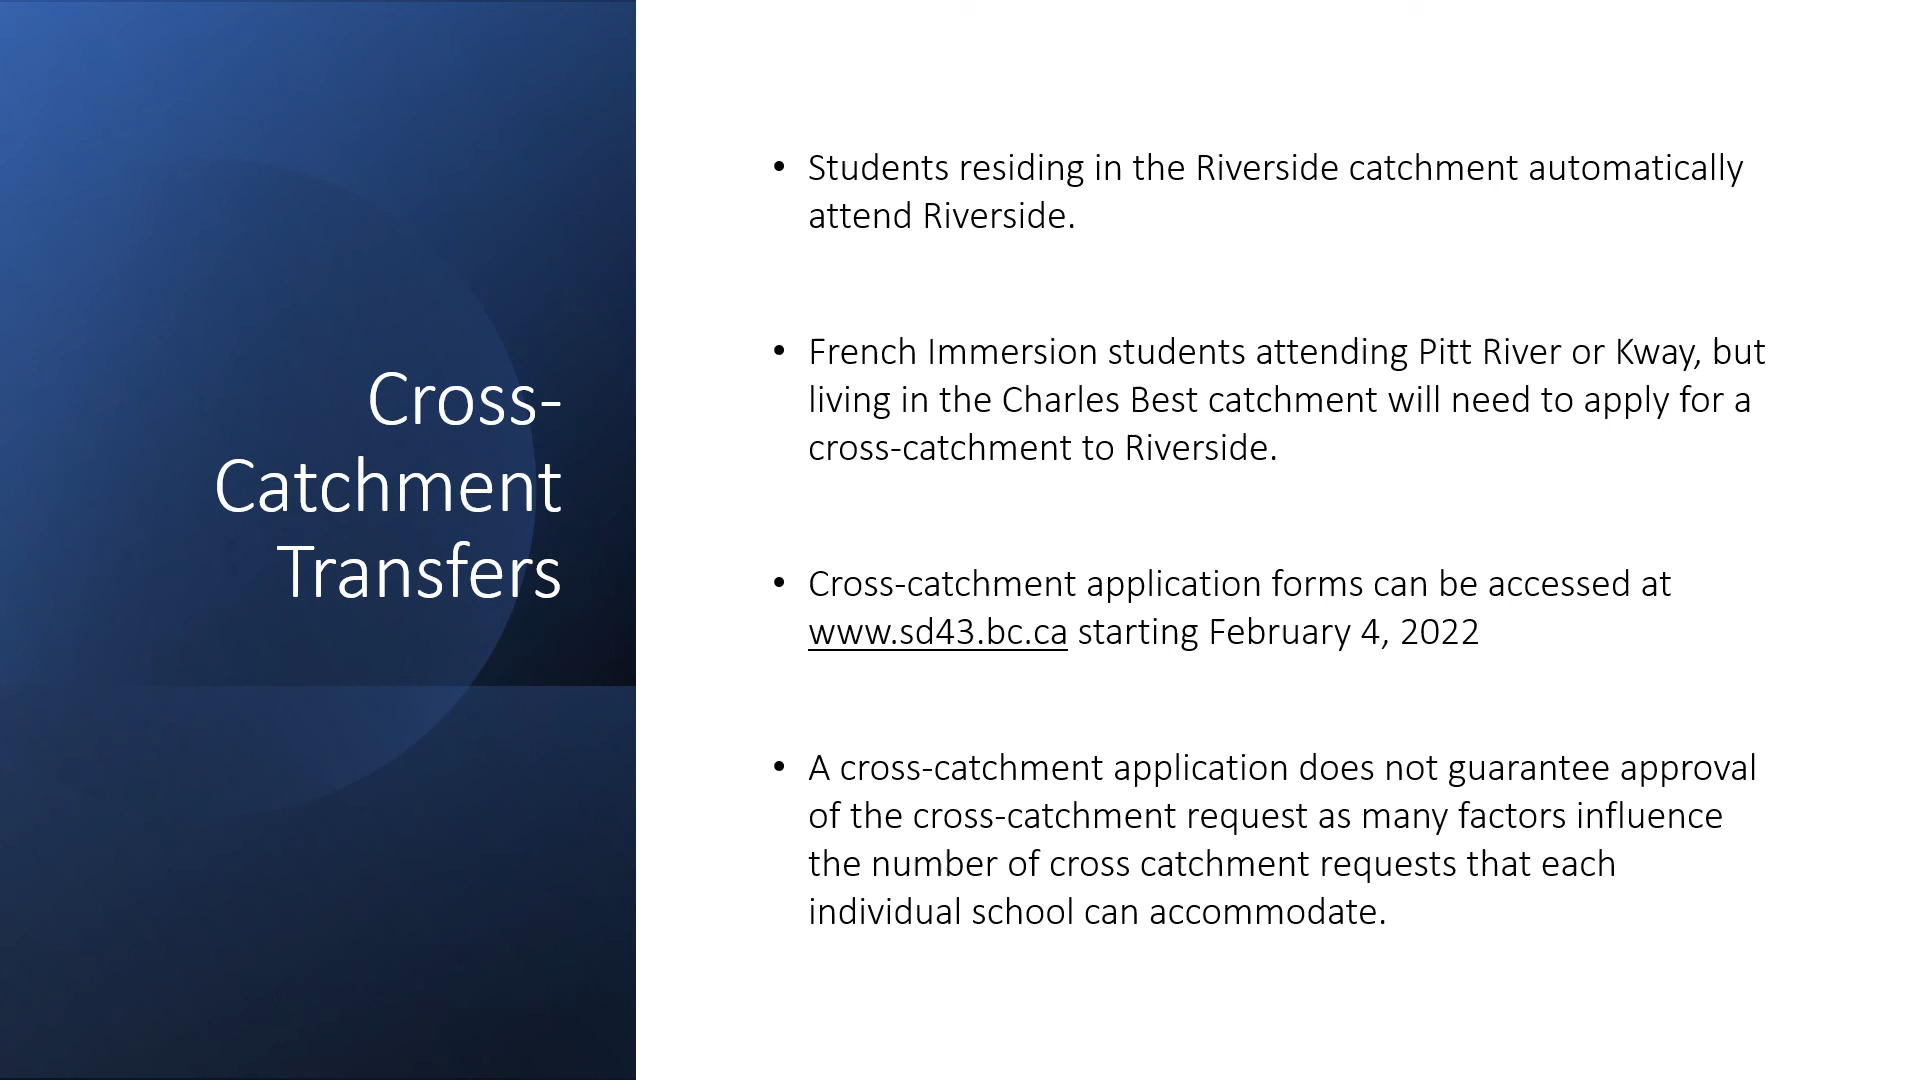 Cross-
Catchment
Transfers
• Students residing in the Riverside catchment automatically
attend Riverside.
• French Immersion students attending Pitt River or Kway, but
living in the Charles Best catchment will need to apply for a
cross-catchment to Riverside.
• Cross-catchment application forms can be accessed at
www.sd43.bc.ca starting February 4, 2022
• A cross-catchment application does not guarantee approval
of the cross-catchment request as many factors influence
the number of cross catchment requests that each
individual school can accommodate.